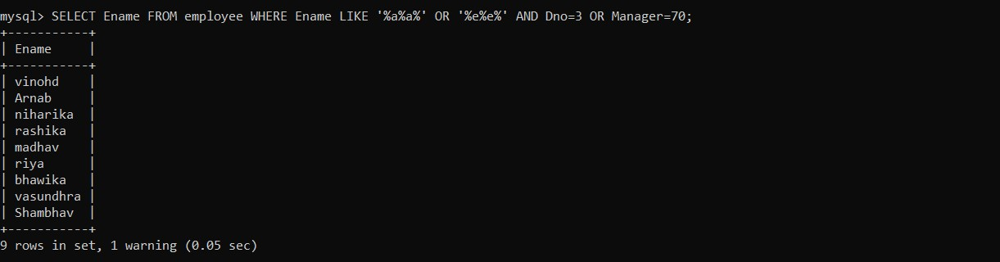 mysql> SELECT Ename FROM employee WHERE Ename LIKE '%a%a%' OR '%e%e%' AND Dno=3 OR Manager=70;
+-----------+
| Ename     |
+-----------+
| vinohd    |
| Arnab     |
| niharika  |
| rashika   |
| madhav    |
| riya      |
| bhawika   |
| vasundhra |
| Shambhav  |
+-----------+
9 rows in set, 1 warning (0.05 sec)